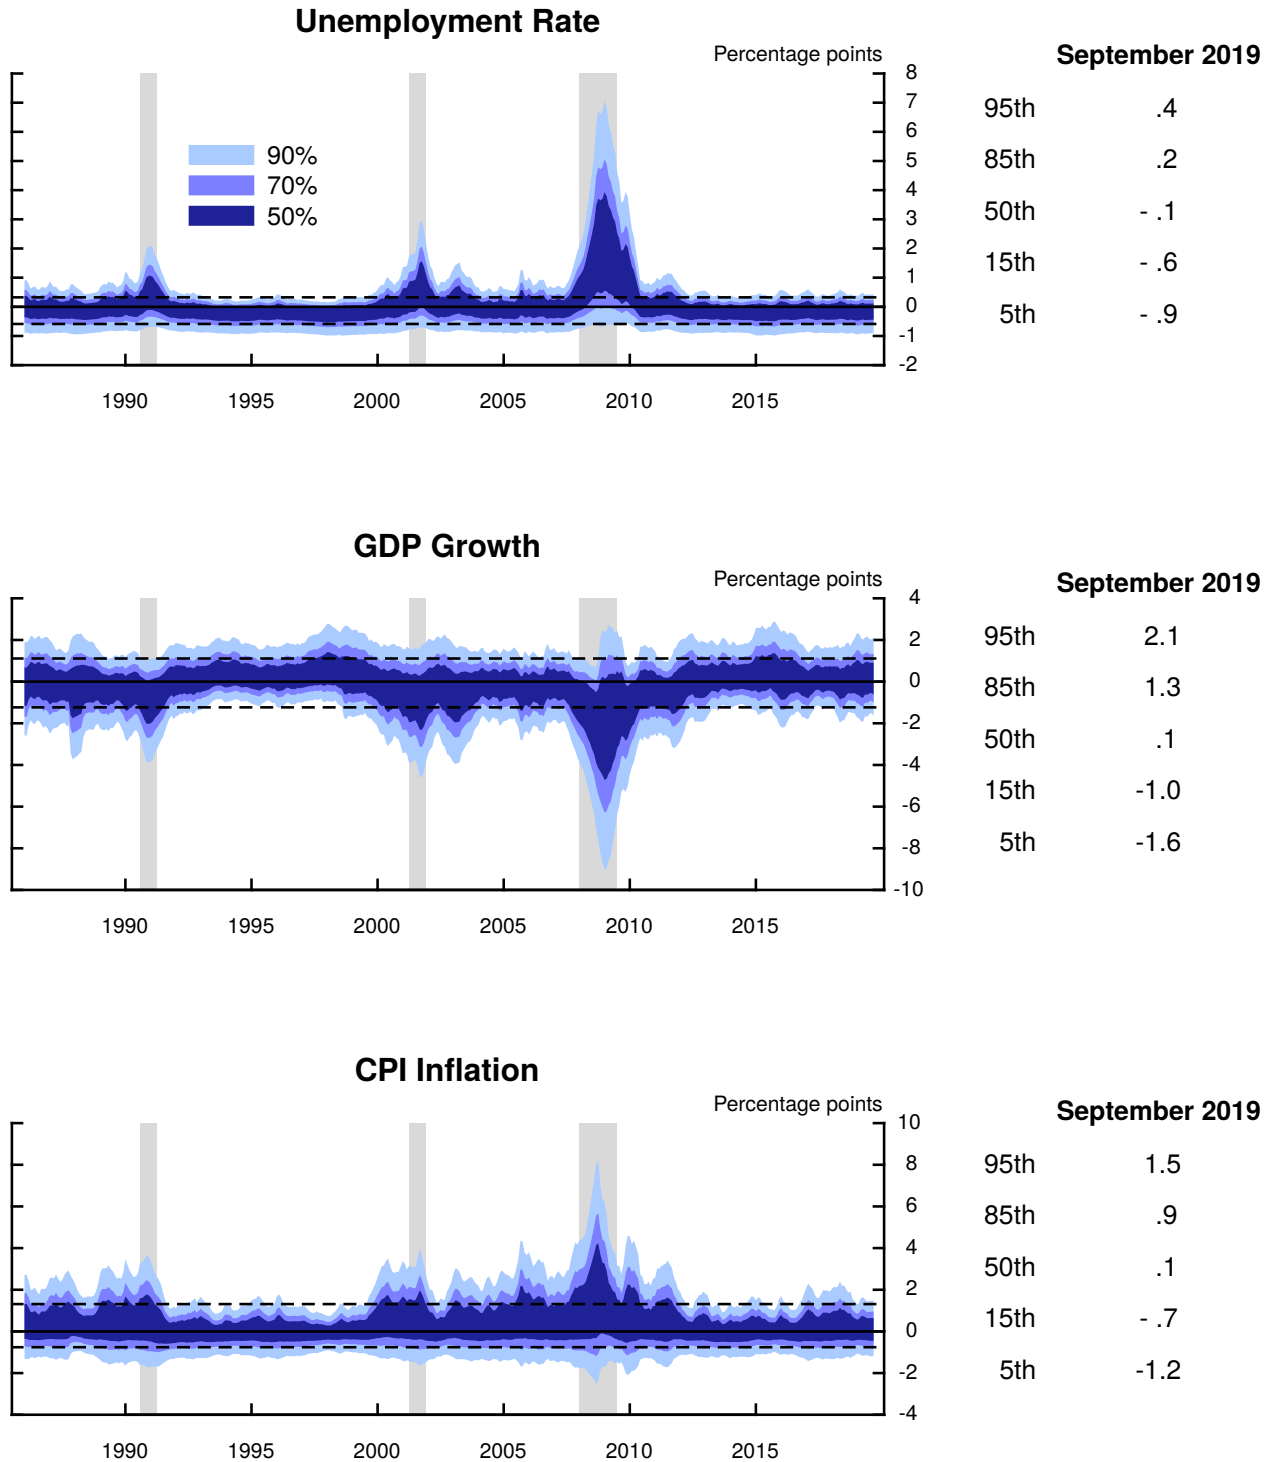 Unemployment Rate
Percentage points
September 2019
8
7
6
5
4
3
2
1
0
-1
-2
90%
70%
50%
1990 1995 2000 2005 2010 2015
95th .4
85th .2
50th - .1
15th - .6
5th - .9
GDP Growth
Percentage points
September 2019
4
2
0
-2
-4
-6
-8
-10
1990 1995 2000 2005 2010 2015
95th 2.1
85th 1.3
50th .1
15th -1.0
5th -1.6
CPI Inflation
Percentage points
September 2019
10
8
6
4
2
0
-2
-4
1990 1995 2000 2005 2010 2015
95th 1.5
85th .9
50th .1
15th - .7
5th -1.2